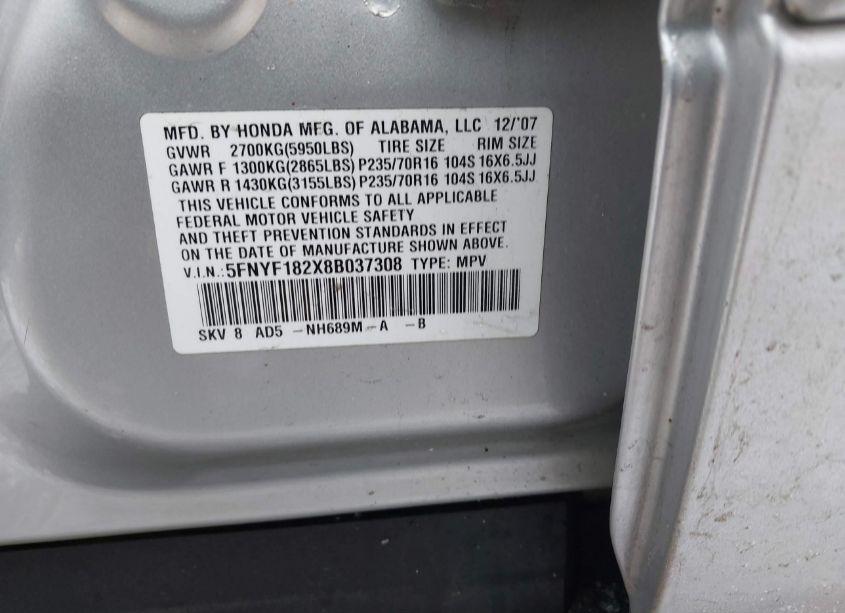 MFD. BY HONDA MFG. OF ALABAMA, LLC 12/'07
GVWR 2700KG(5950LBS) TIRE SIZE RIM SIZE
GAWR F 1300KG(2865LBS) P235/70R16 104S 16X6.5JJ
GAWR R 1430KG(3155LBS) P235/70R16 104S 16X6.5JJ
THIS VEHICLE CONFORMS TO ALL APPLICABLE
FEDERAL MOTOR VEHICLE SAFETY
AND THEFT PREVENTION STANDARDS IN EFFECT
ON THE DATE OF MANUFACTURE SHOWN ABOVE.
V.I.N.: 5FNYF182X8B037308 TYPE: MPV
SKV 8 AD5 -NH689M-A -B